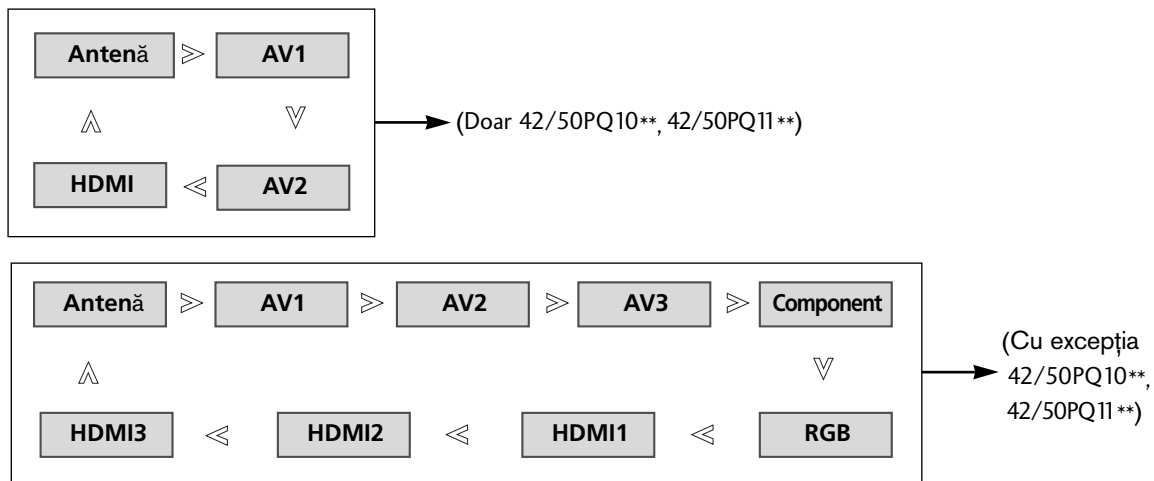 Antenă AV1
(Doar 42/50PQ10**, 42/50PQ11**)
HDMI AV2
Antenă AV1 AV2 AV3 Component
(Cu excepția
42/50PQ10**,
42/50PQ11**)
HDMI3 HDMI2 HDMI1 RGB